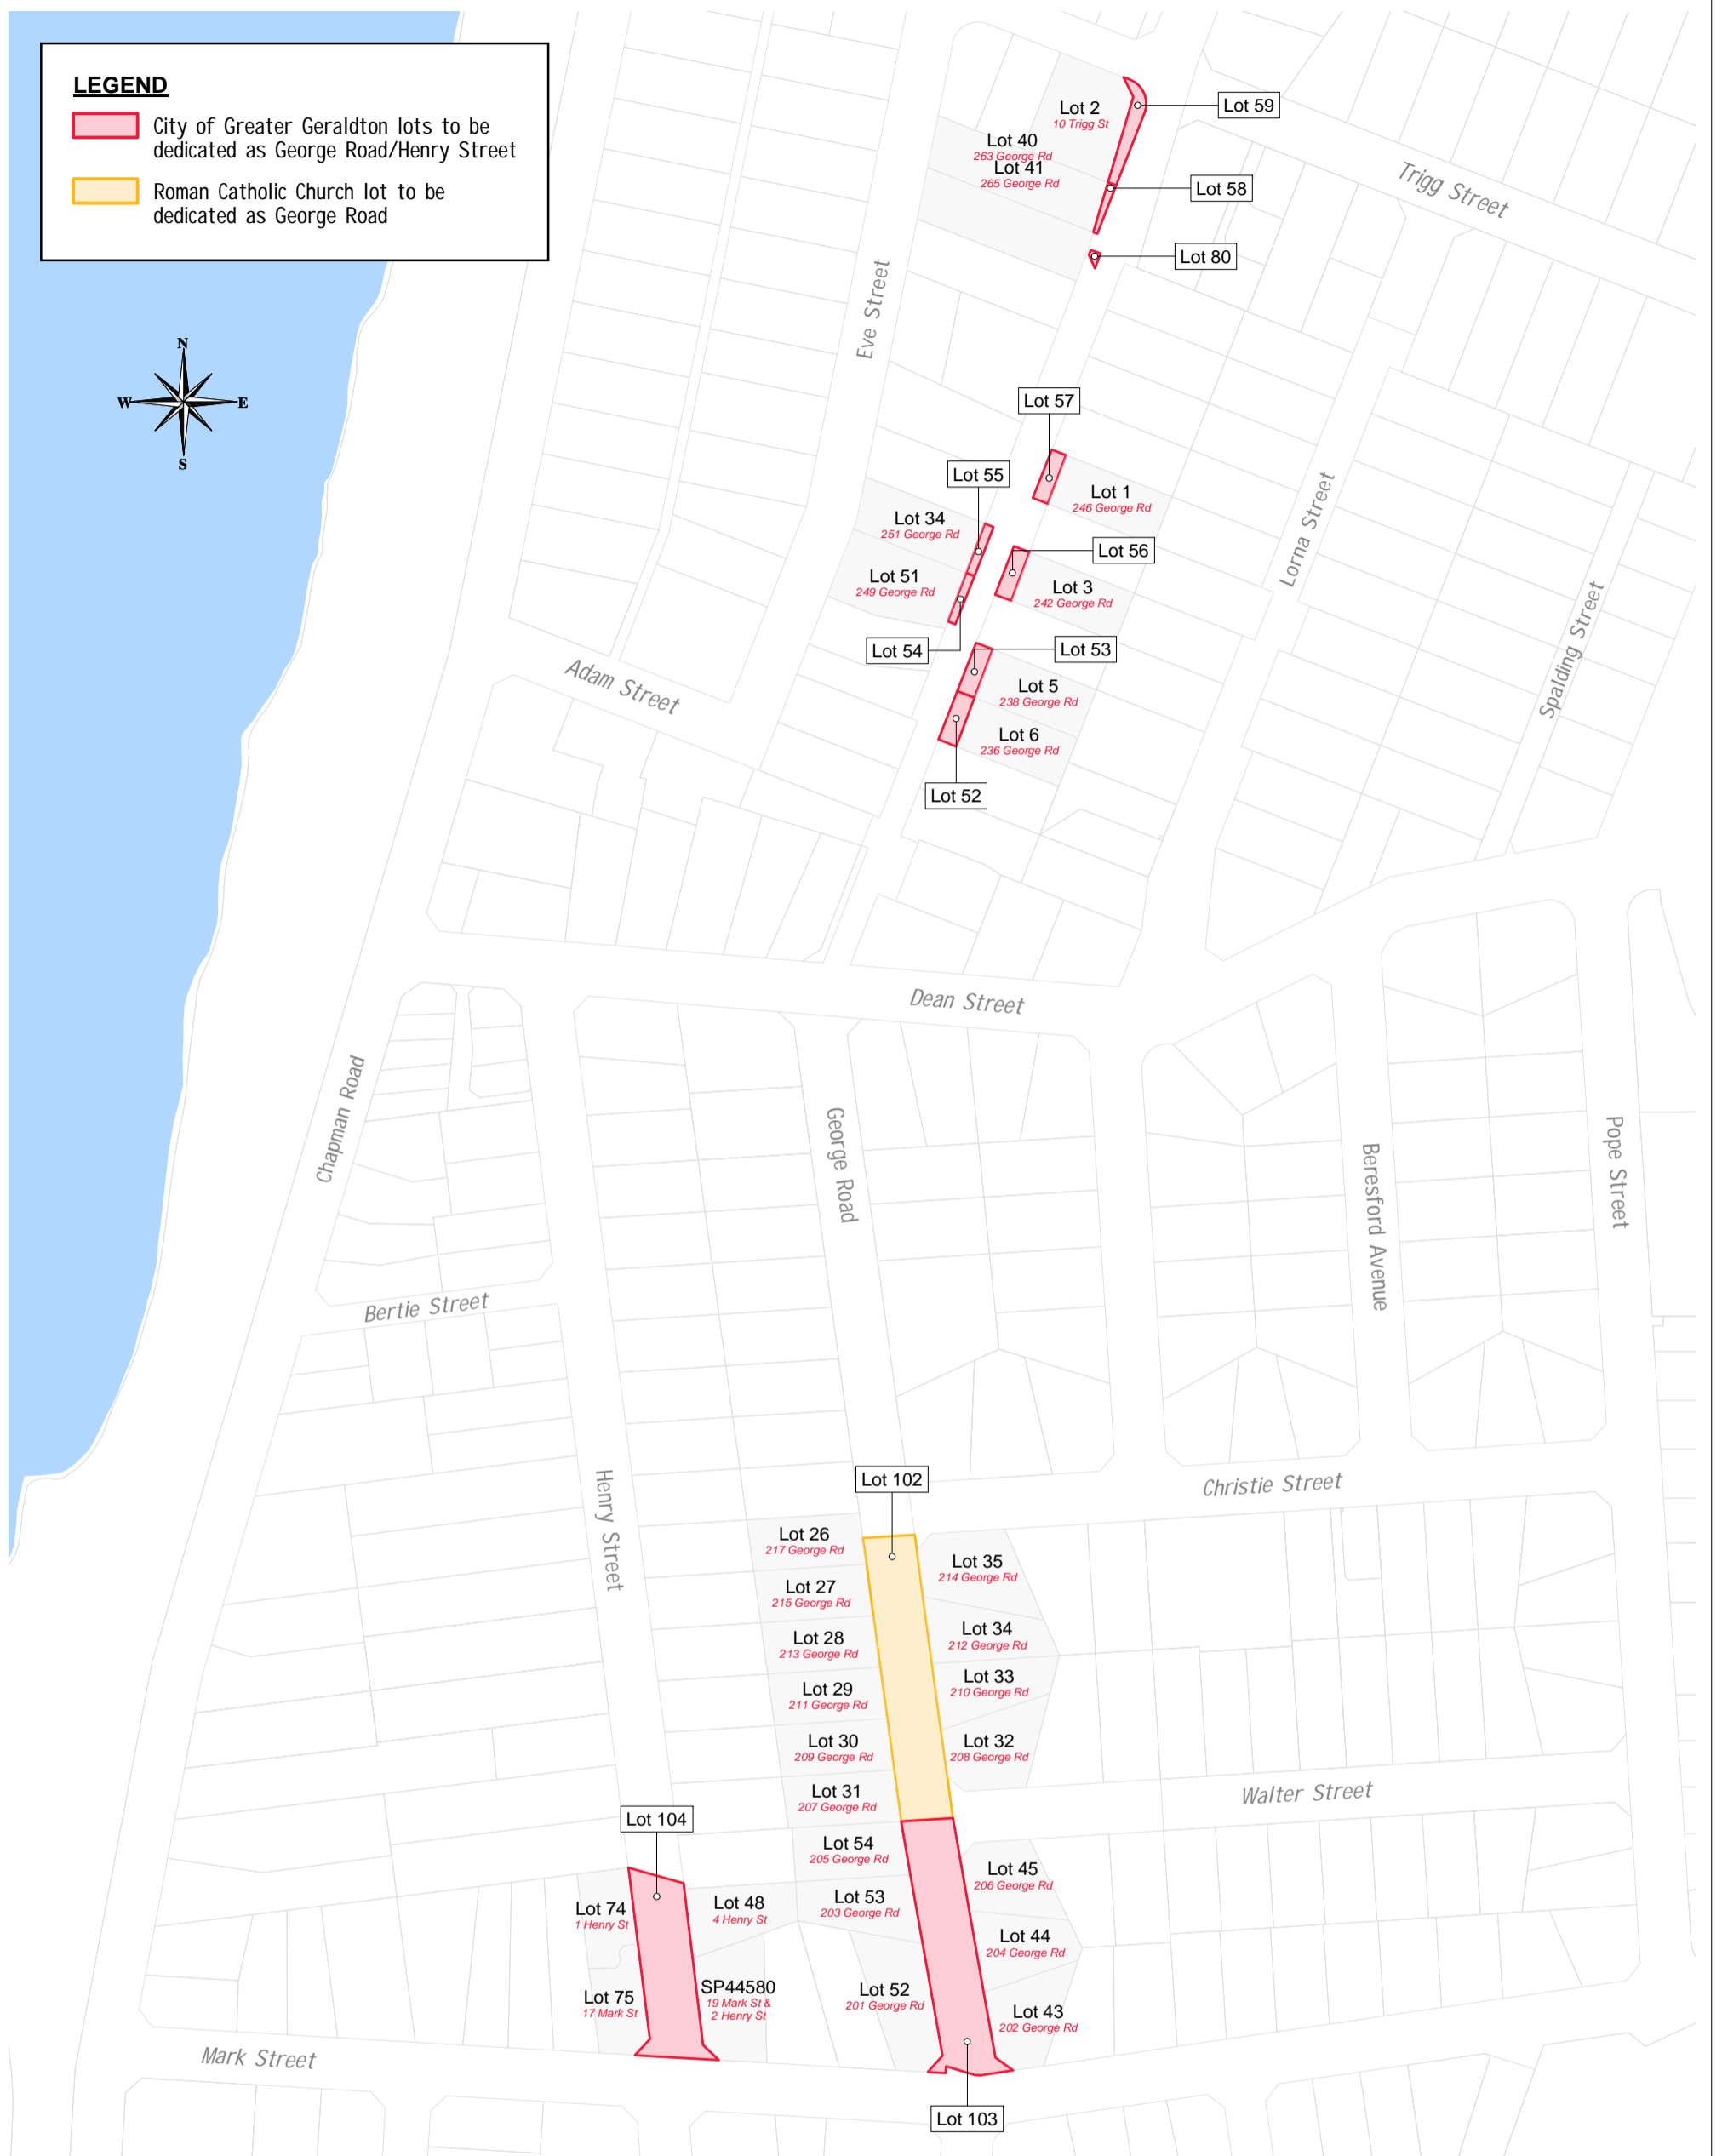 LEGEND
City of Greater Geraldton lots to be
dedicated as George Road/Henry Street
Roman Catholic Church lot to be
dedicated as George Road
N
W
E
S
Lot 2
10 Trigg St
Lot 59
Lot 40
263 George Rd
Lot 41
265 George Rd
Lot 58
Trigg Street
Lot 80
Eve Street
Lot 57
Lot 55
Lot 1
246 George Rd
Lot 34
251 George Rd
Lot 56
Lorna Street
Lot 51
249 George Rd
Lot 3
242 George Rd
Spalding Street
Lot 54
Lot 53
Adam Street
Lot 5
238 George Rd
Lot 6
236 George Rd
Lot 52
Dean Street
Chapman Road
George Road
Beresford Avenue
Pope Street
Bertie Street
Henry Street
Christie Street
Lot 102
Lot 26
217 George Rd
Lot 35
214 George Rd
Lot 27
215 George Rd
Lot 28
213 George Rd
Lot 34
212 George Rd
Lot 29
211 George Rd
Lot 33
210 George Rd
Lot 30
209 George Rd
Lot 32
208 George Rd
Lot 31
207 George Rd
Walter Street
Lot 104
Lot 54
205 George Rd
Lot 45
206 George Rd
Lot 74
1 Henry St
Lot 48
4 Henry St
Lot 53
203 George Rd
Lot 44
204 George Rd
Lot 75
17 Mark St
SP44580
19 Mark St &
2 Henry St
Lot 52
201 George Rd
Lot 43
202 George Rd
Mark Street
Lot 103